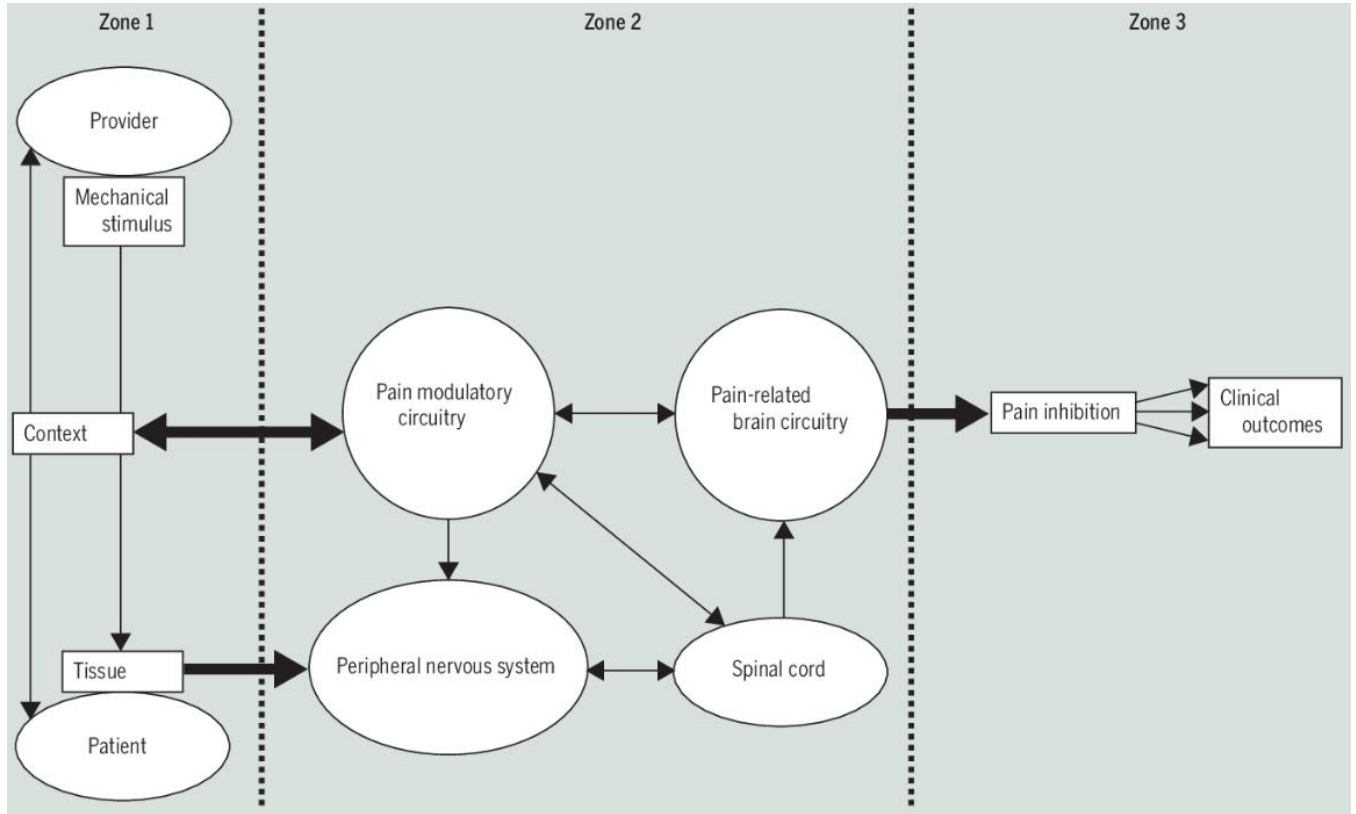 Zone 1
Zone 2
Zone 3
Provider
Mechanical
stimulus
Context
Pain modulatory
circuitry
Pain-related
brain circuitry
Pain inhibition
Clinical
outcomes
Tissue
Peripheral nervous system
Spinal cord
Patient